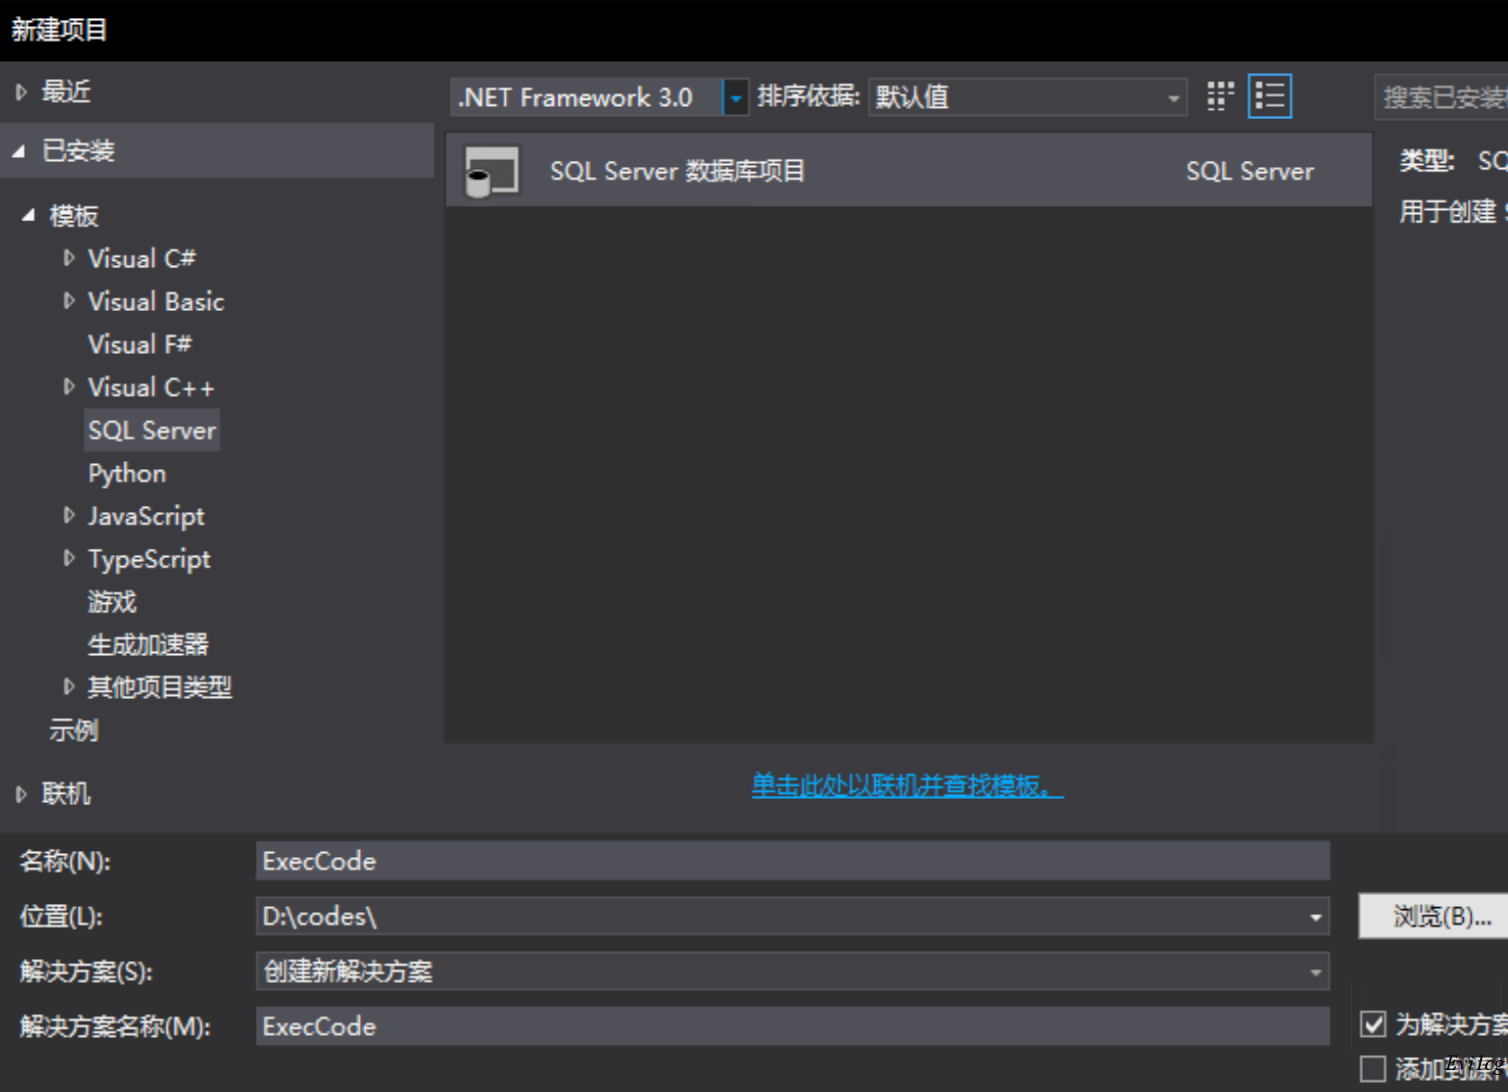 新建项目
最近
已安装
模板
Visual C#
Visual Basic
Visual F#
Visual C++
SQL Server
Python
JavaScript
TypeScript
游戏
生成加速器
其他项目类型
示例
联机
.NET Framework 3.0 排序依据: 默认值
搜索已安装
SQL Server 数据库项目 SQL Server
类型: SQ
用于创建
单击此处以联机并查找模板。
名称(N): ExecCode
位置(L): D:\codes\ 浏览(B)...
解决方案(S): 创建新解决方案
解决方案名称(M): ExecCode
为解决方案
添加到源